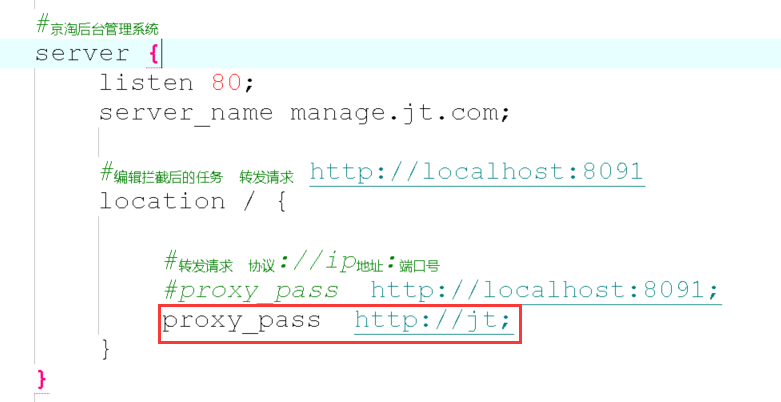 #京淘后台管理系统
server {
listen 80;
server_name manage.jt.com;
#编辑拦截后的任务 转发请求 http://localhost:8091
location / {
#转发请求 协议://ip地址:端口号
#proxy_pass http://localhost:8091;
proxy_pass http://jt;
}
}